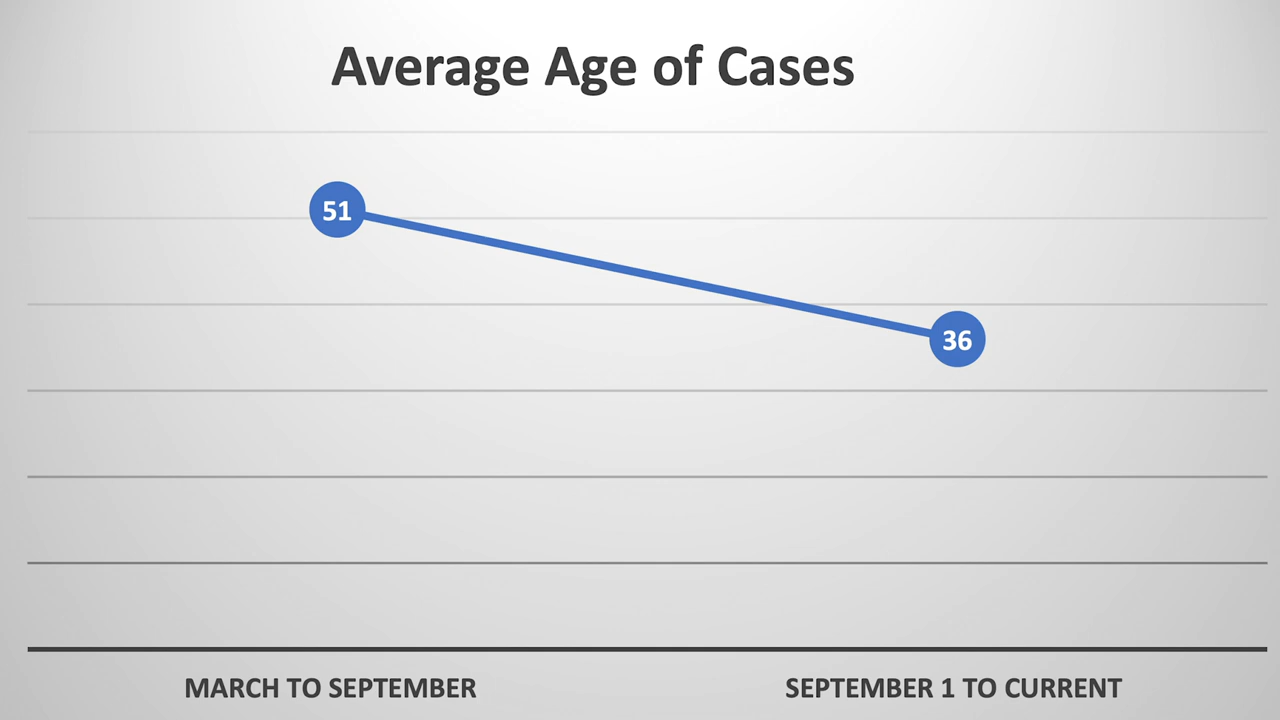 Average Age of Cases
51
36
MARCH TO SEPTEMBER
SEPTEMBER 1 TO CURRENT